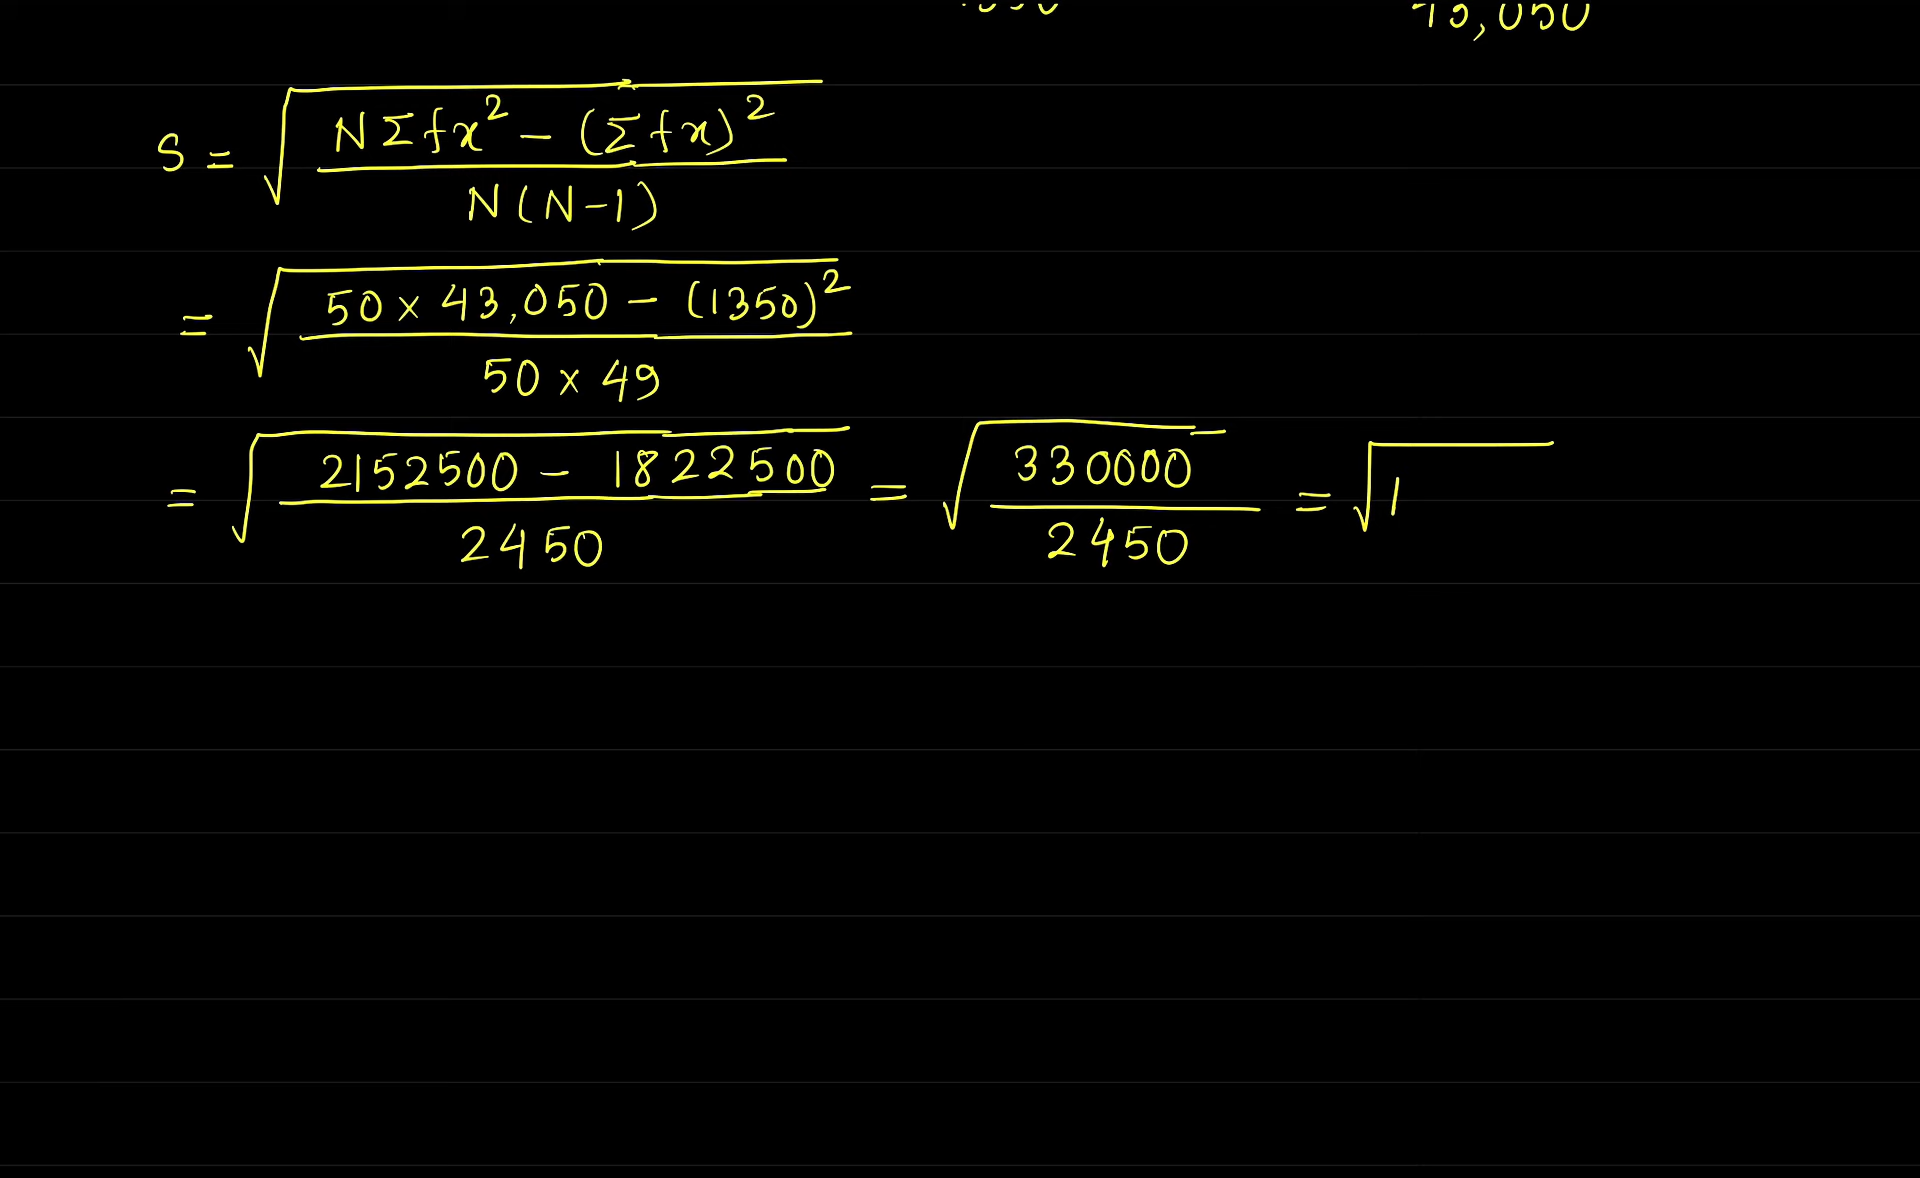 S = √(NΣfx² - (Σfx)² / N(N-1))
= √(50 × 43,050 - (1350)² / 50 × 49)
= √(2152500 - 1822500 / 2450) = √(330000 / 2450) = √1